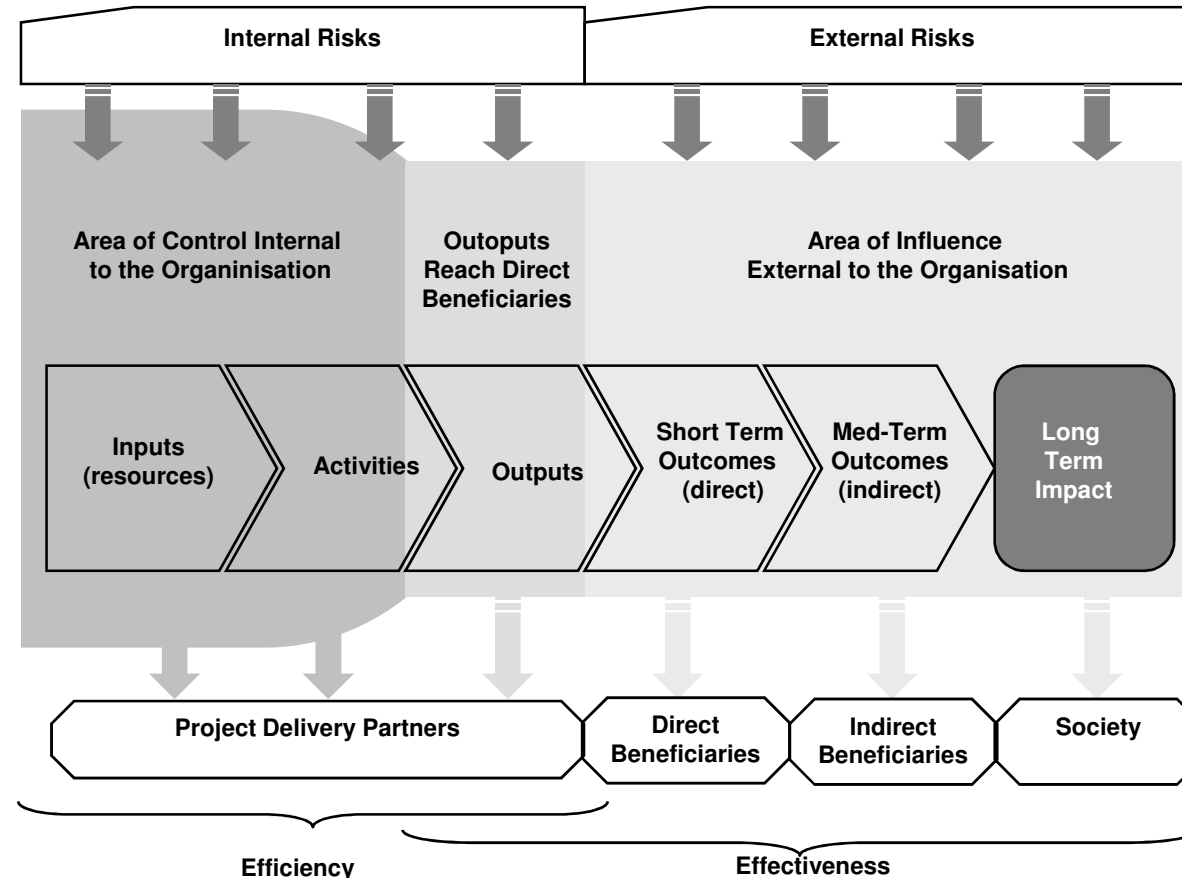 Internal Risks
External Risks
Area of Control Internal
to the Organinisation
Outoputs
Reach Direct
Beneficiaries
Area of Influence
External to the Organisation
Inputs
(resources)
Activities
Outputs
Short Term
Outcomes
(direct)
Med-Term
Outcomes
(indirect)
Long
Term
Impact
Project Delivery Partners
Direct
Beneficiaries
Indirect
Beneficiaries
Society
Efficiency
Effectiveness